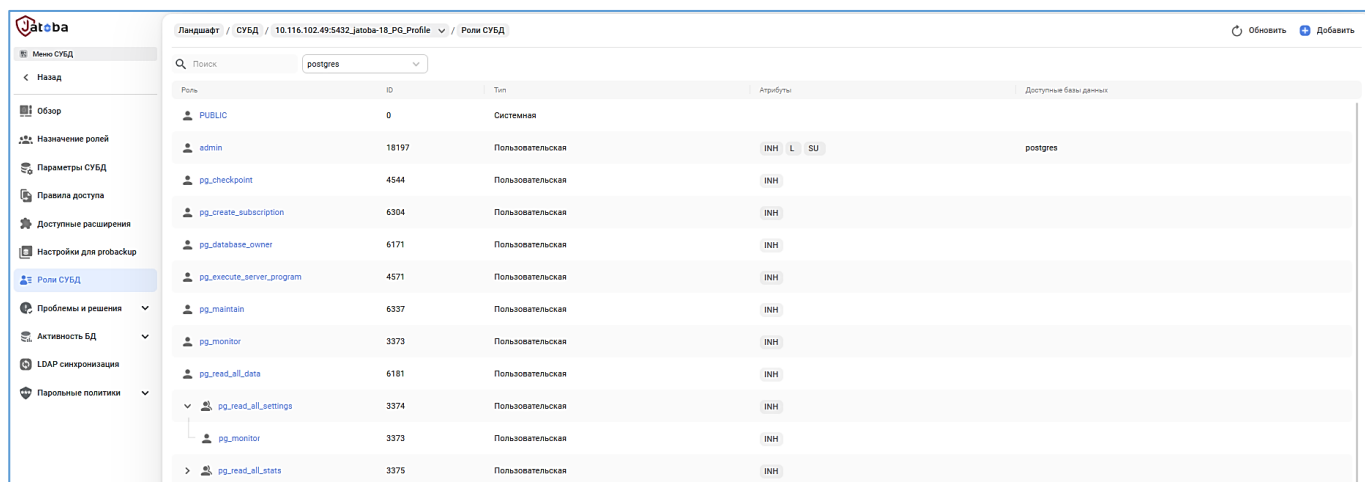 Jatoba
Ландшафт / СУБД / 10.116.102.49:5432_jatoba-18_PG_Profile / Роли СУБД
Обновить
Добавить
Меню СУБД
Назад
Обзор
Назначение ролей
Параметры СУБД
Правила доступа
Доступные расширения
Настройки для probackup
Роли СУБД
Проблемы и решения
Активность БД
LDAP синхронизация
Парольные политики
Поиск
postgres
Роль ID Тип Атрибуты Доступные базы данных
PUBLIC 0 Системная
admin 18197 Пользовательская INH L SU postgres
pg_checkpoint 4544 Пользовательская INH
pg_create_subscription 6304 Пользовательская INH
pg_database_owner 6171 Пользовательская INH
pg_execute_server_program 4571 Пользовательская INH
pg_maintain 6337 Пользовательская INH
pg_monitor 3373 Пользовательская INH
pg_read_all_data 6181 Пользовательская INH
pg_read_all_settings 3374 Пользовательская INH
pg_monitor 3373 Пользовательская INH
pg_read_all_stats 3375 Пользовательская INH